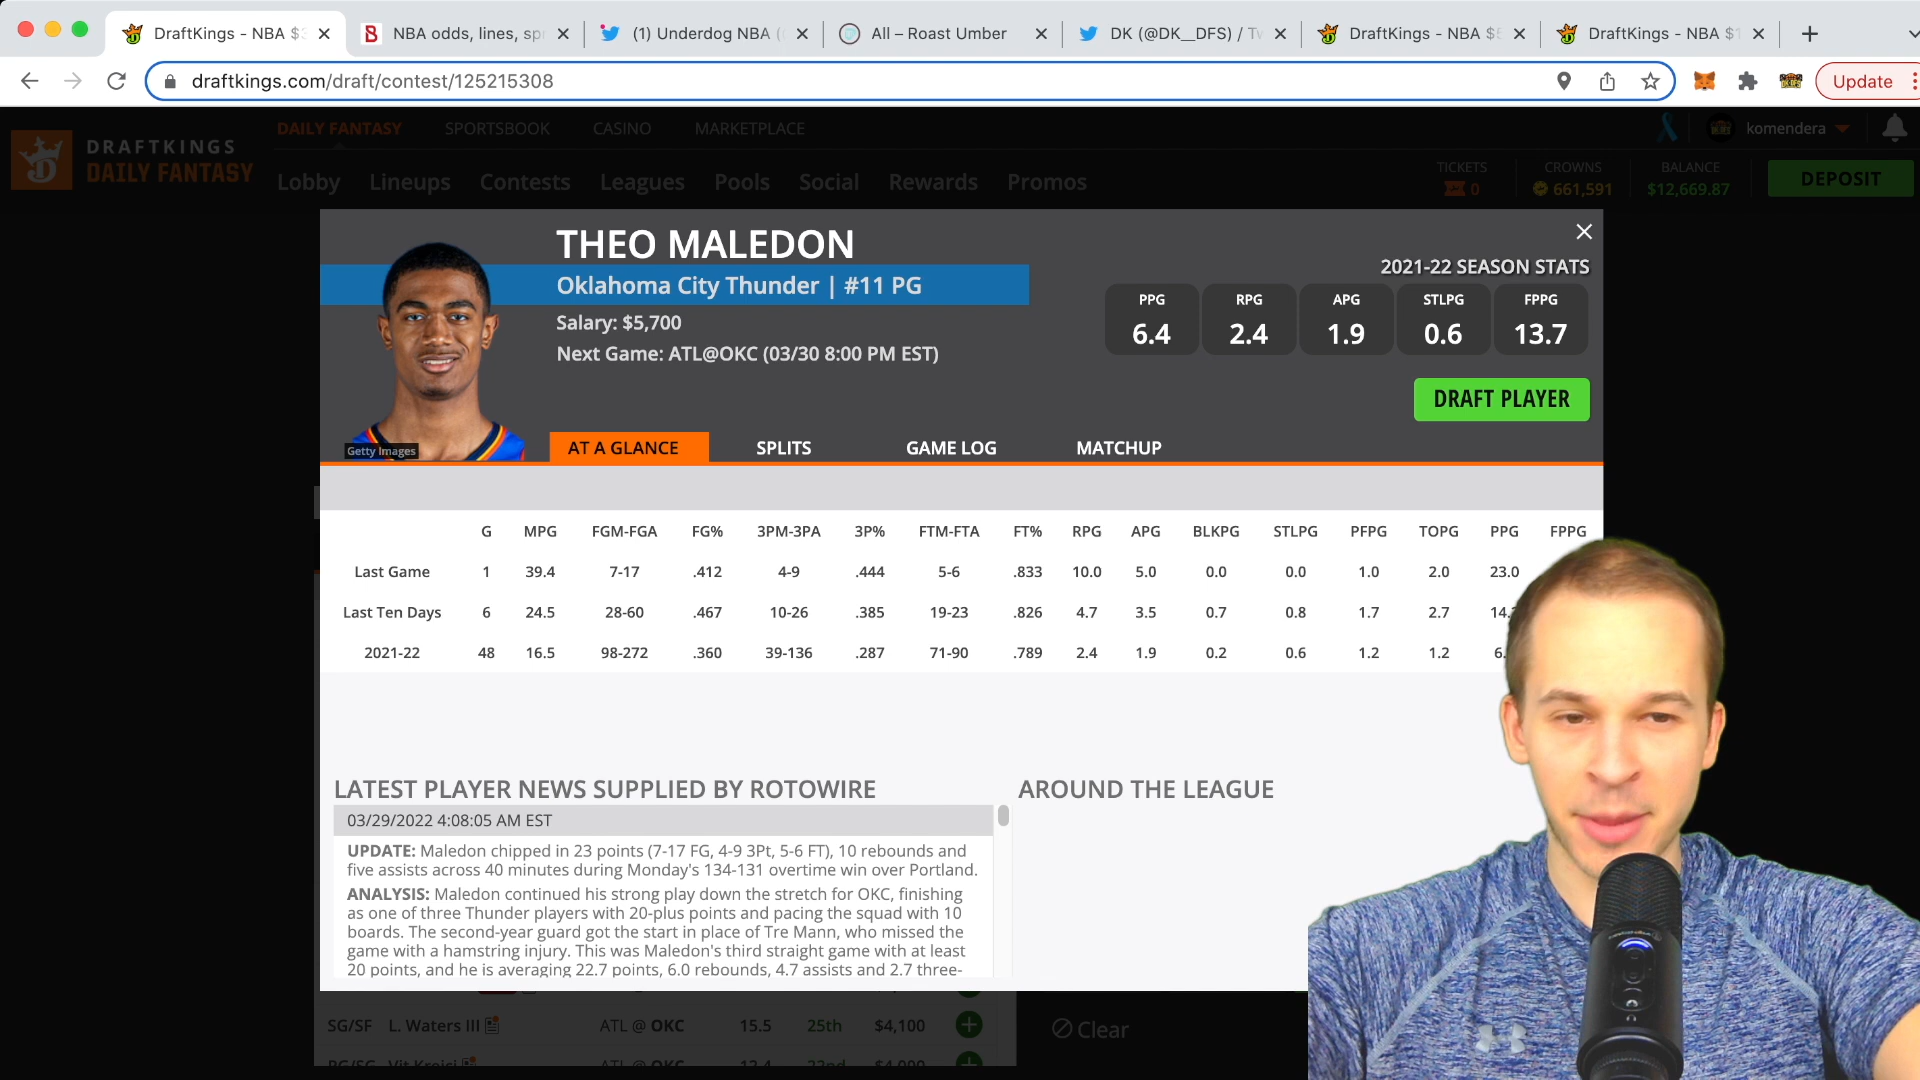 DraftKings - NBA $3
NBA odds, lines, sp
(1) Underdog NBA (
All – Roast Umber
DK (@DK__DFS) / Tw
DraftKings - NBA $
DraftKings - NBA $1
draftkings.com/draft/contest/125215308
Update
DRAFTKINGS
DAILY FANTASY
DAILY FANTASY
SPORTSBOOK
CASINO
MARKETPLACE
komendera
Lobby
Lineups
Contests
Leagues
Pools
Social
Rewards
Promos
TICKETS
0
CROWNS
661,591
BALANCE
$12,669.87
DEPOSIT
THEO MALEDON
Oklahoma City Thunder | #11 PG
Salary: $5,700
Next Game: ATL@OKC (03/30 8:00 PM EST)
2021-22 SEASON STATS
PPG RPG APG STLPG FPPG
6.4 2.4 1.9 0.6 13.7
DRAFT PLAYER
Getty Images
AT A GLANCE
SPLITS
GAME LOG
MATCHUP
G MPG FGM-FGA FG% 3PM-3PA 3P% FTM-FTA FT% RPG APG BLKPG STLPG PFPG TOPG PPG FPPG
Last Game 1 39.4 7-17 .412 4-9 .444 5-6 .833 10.0 5.0 0.0 0.0 1.0 2.0 23.0
Last Ten Days 6 24.5 28-60 .467 10-26 .385 19-23 .826 4.7 3.5 0.7 0.8 1.7 2.7 14.
2021-22 48 16.5 98-272 .360 39-136 .287 71-90 .789 2.4 1.9 0.2 0.6 1.2 1.2 6.
LATEST PLAYER NEWS SUPPLIED BY ROTOWIRE
AROUND THE LEAGUE
03/29/2022 4:08:05 AM EST
UPDATE: Maledon chipped in 23 points (7-17 FG, 4-9 3Pt, 5-6 FT), 10 rebounds and
five assists across 40 minutes during Monday's 134-131 overtime win over Portland.
ANALYSIS: Maledon continued his strong play down the stretch for OKC, finishing
as one of three Thunder players with 20-plus points and pacing the squad with 10
boards. The second-year guard got the start in place of Tre Mann, who missed the
game with a hamstring injury. This was Maledon's third straight game with at least
20 points, and he is averaging 22.7 points, 6.0 rebounds, 4.7 assists and 2.7 three-
SG/SF L. Waters III ATL @ OKC 15.5 25th $4,100
Clear
PG/SG Vit Krejci ATL @ OKC